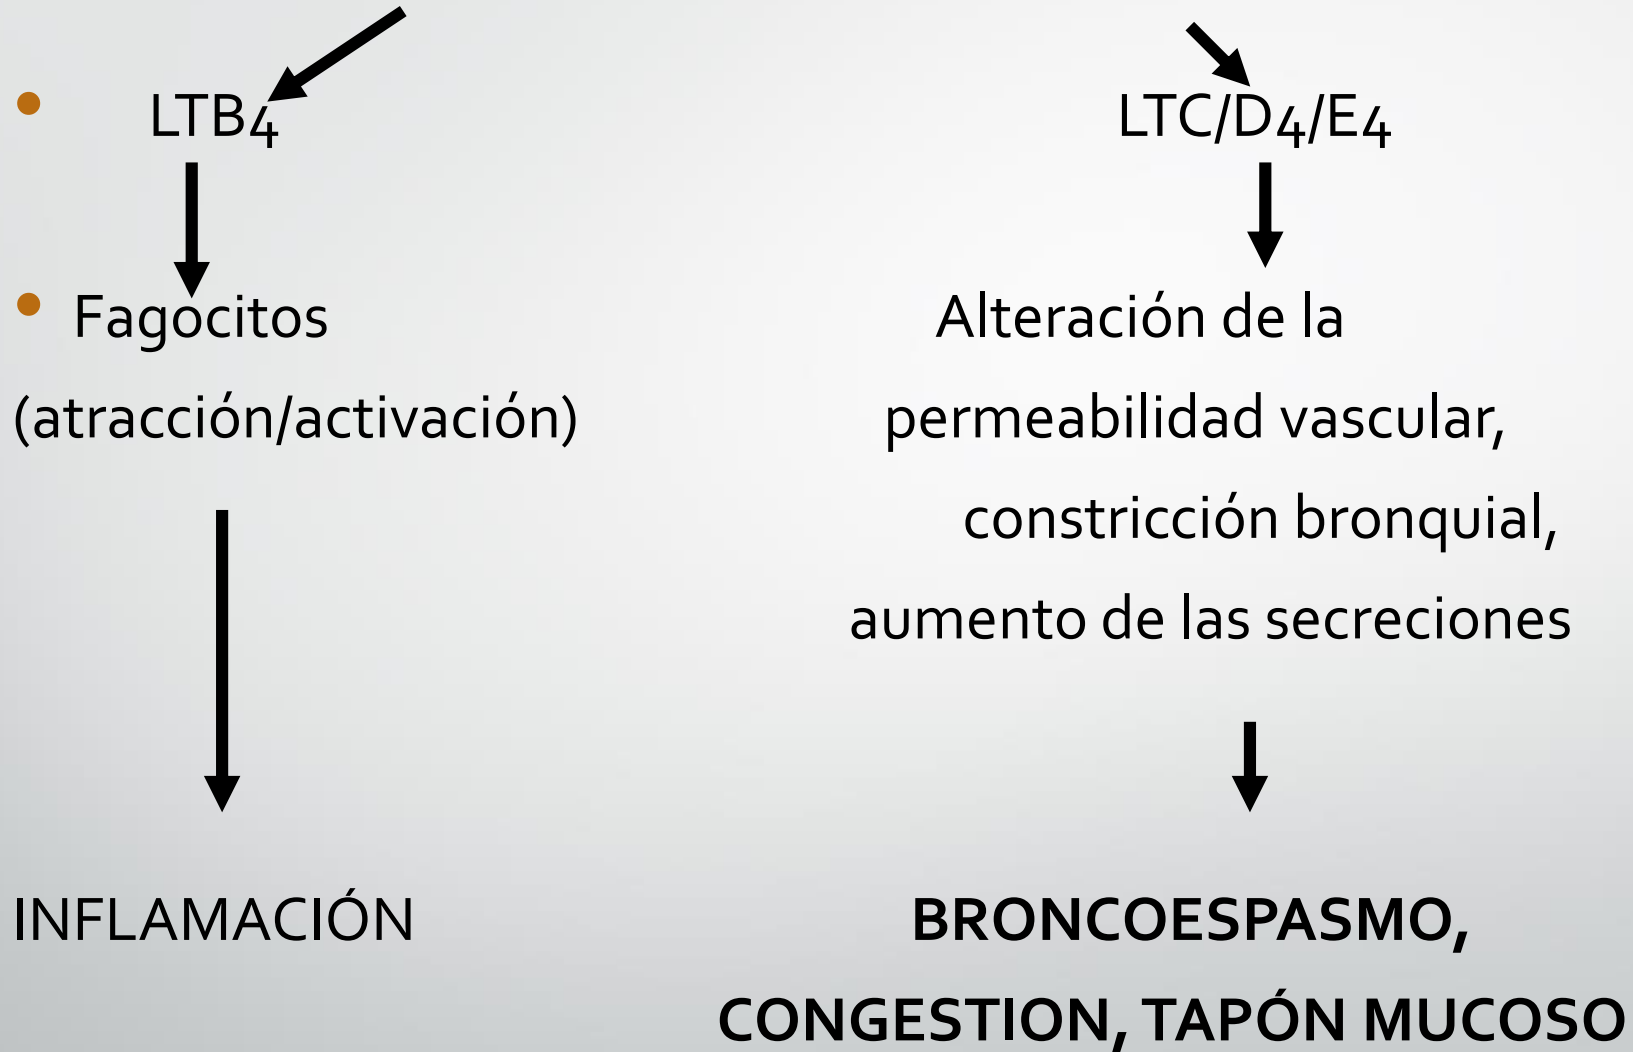 • LTB4 LTC/D4/E4
• Fagocitos Alteración de la
(atracción/activación) permeabilidad vascular,
constricción bronquial,
aumento de las secreciones
INFLAMACIÓN BRONCOESPASMO,
CONGESTION, TAPÓN MUCOSO